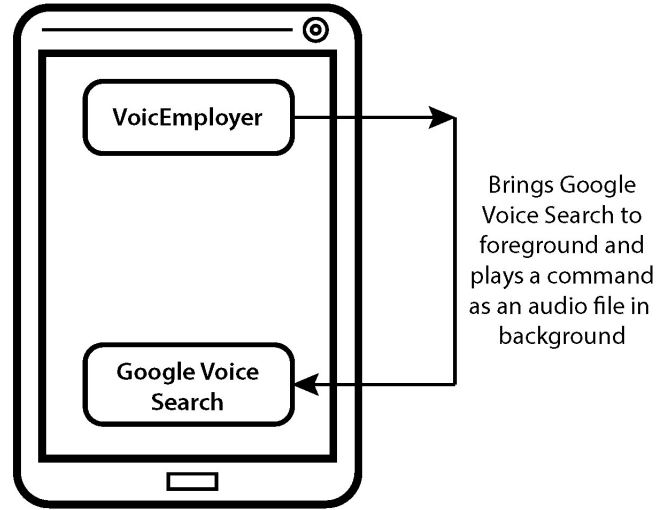 VoicEmployer
Brings Google
Voice Search to
foreground and
plays a command
as an audio file in
background
Google Voice
Search